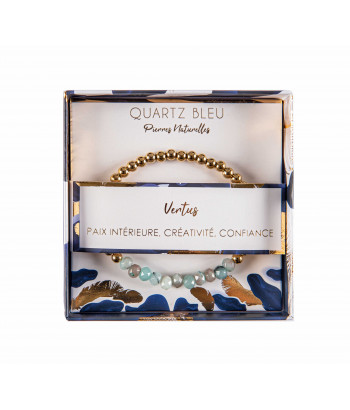 QUARTZ BLEU
Pierres Naturelles
Vertus
PAIX INTÉRIEURE, CRÉATIVITÉ, CONFIANCE